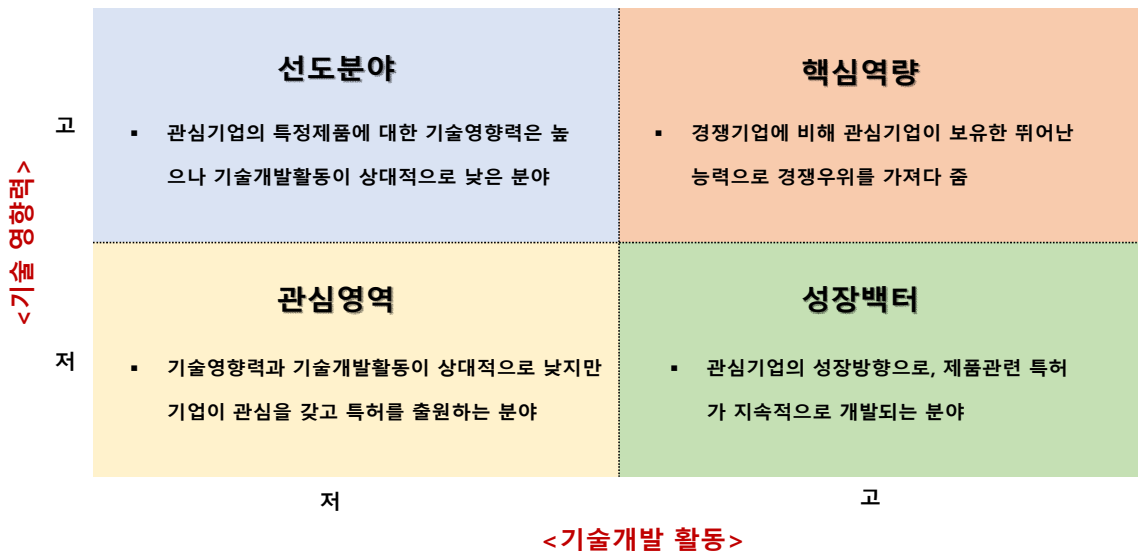 선도분야
▪ 관심기업의 특정제품에 대한 기술영향력은 높
으나 기술개발활동이 상대적으로 낮은 분야
핵심역량
▪ 경쟁기업에 비해 관심기업이 보유한 뛰어난
능력으로 경쟁우위를 가져다 줌
고
<기술 영향력>
관심영역
▪ 기술영향력과 기술개발활동이 상대적으로 낮지만
기업이 관심을 갖고 특허를 출원하는 분야
성장백터
▪ 관심기업의 성장방향으로, 제품관련 특허
가 지속적으로 개발되는 분야
저
저
고
<기술개발 활동>